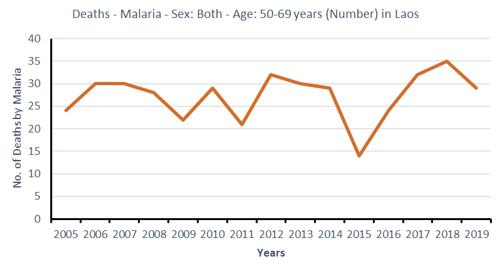 Deaths - Malaria - Sex: Both - Age: 50-69 years (Number) in Laos
40
35
30
25
20
15
10
5
0
No. of Deaths by Malaria
2005 2006 2007 2008 2009 2010 2011 2012 2013 2014 2015 2016 2017 2018 2019
Years